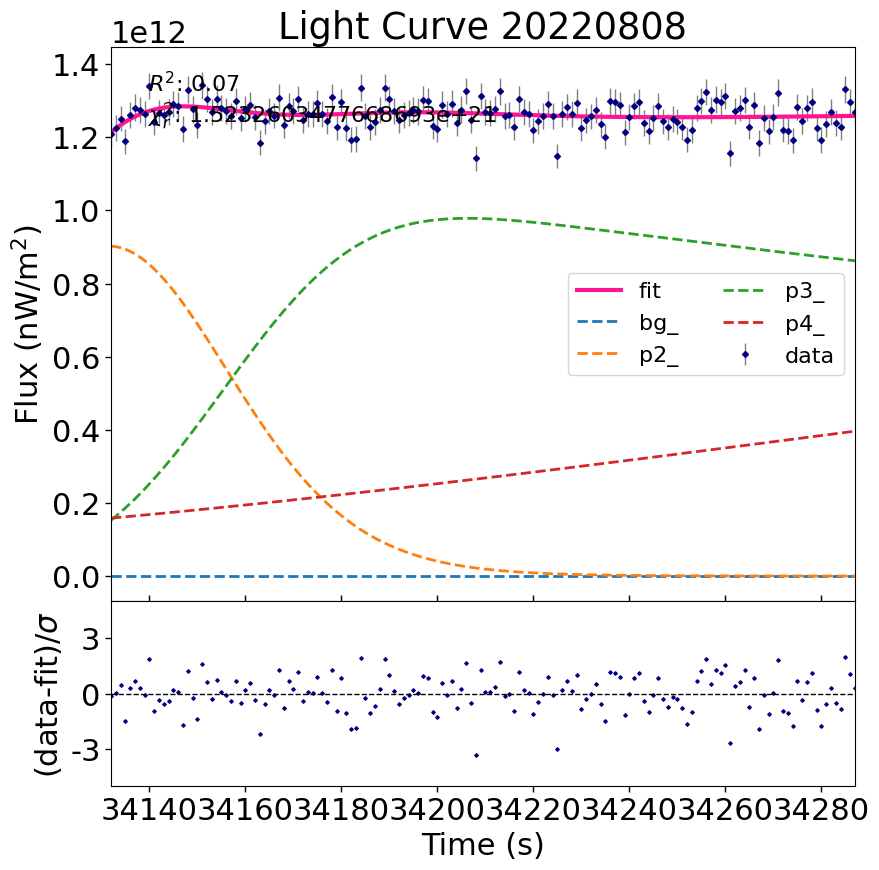 Light Curve 20220808
1e12
1.4
1.2
1.0
0.8
0.6
0.4
0.2
0.0
Flux (nW/m²)
R²: 0.07
fit
bg_
p2_
p3_
p4_
data
3
0
-3
(data-fit)/σ
34140 34160 34180 34200 34220 34240 34260 34280
Time (s)